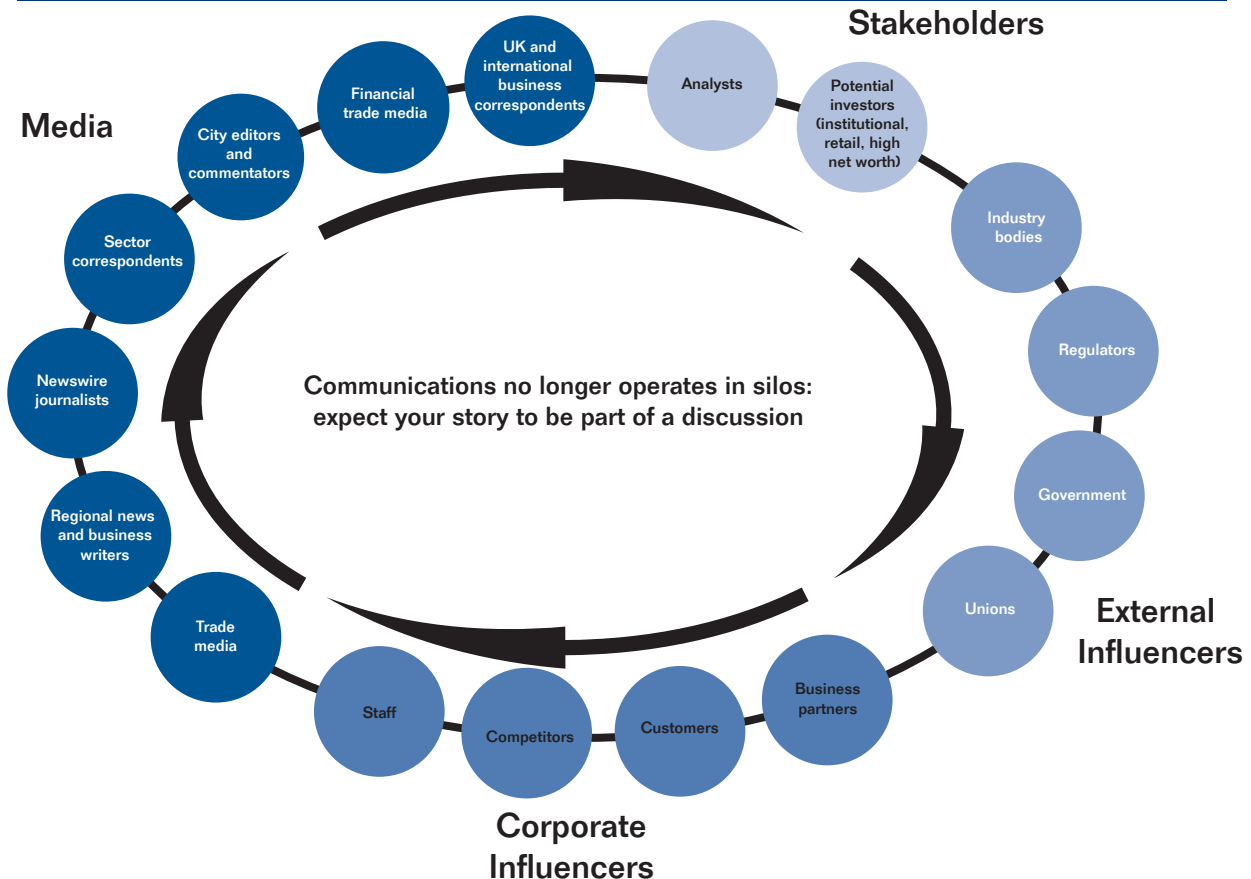 Stakeholders
Media
UK and
international
business
correspondents
Analysts
Potential
investors
(institutional,
retail, high
net worth)
Financial
trade media
City editors
and
commentators
Industry
bodies
Sector
correspondents
Regulators
Newswire
journalists
Communications no longer operates in silos:
expect your story to be part of a discussion
Government
Regional news
and business
writers
Unions
External
Influencers
Trade
media
Business
partners
Staff
Competitors
Customers
Corporate
Influencers